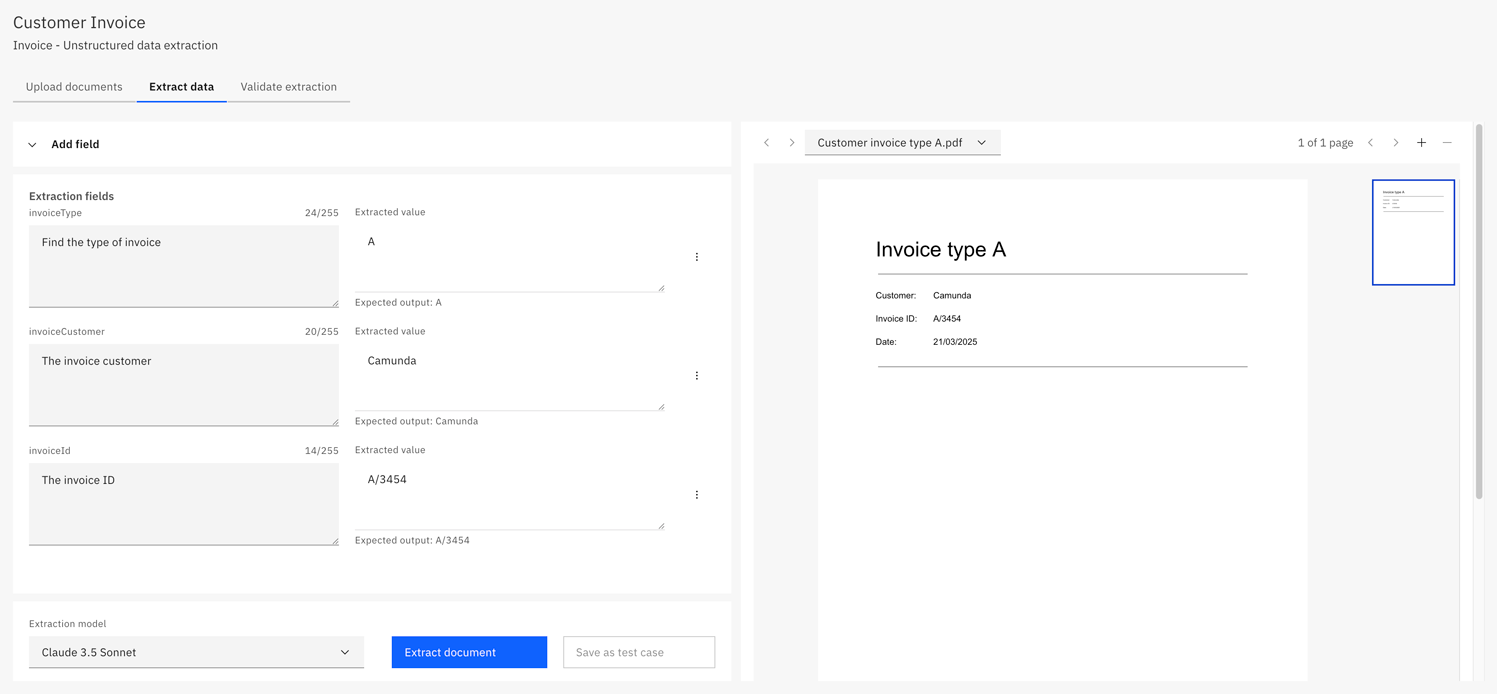 Customer Invoice
Invoice - Unstructured data extraction
Upload documents
Extract data
Validate extraction
Add field
Extraction fields
invoiceType
24/255
Find the type of invoice
Extracted value
A
Expected output: A
invoiceCustomer
20/255
The invoice customer
Extracted value
Camunda
Expected output: Camunda
invoiceId
14/255
The invoice ID
Extracted value
A/3454
Expected output: A/3454
Extraction model
Claude 3.5 Sonnet
Extract document
Save as test case
Customer invoice type A.pdf
1 of 1 page
Invoice type A
Customer: Camunda
Invoice ID: A/3454
Date: 21/03/2025
Invoice type A